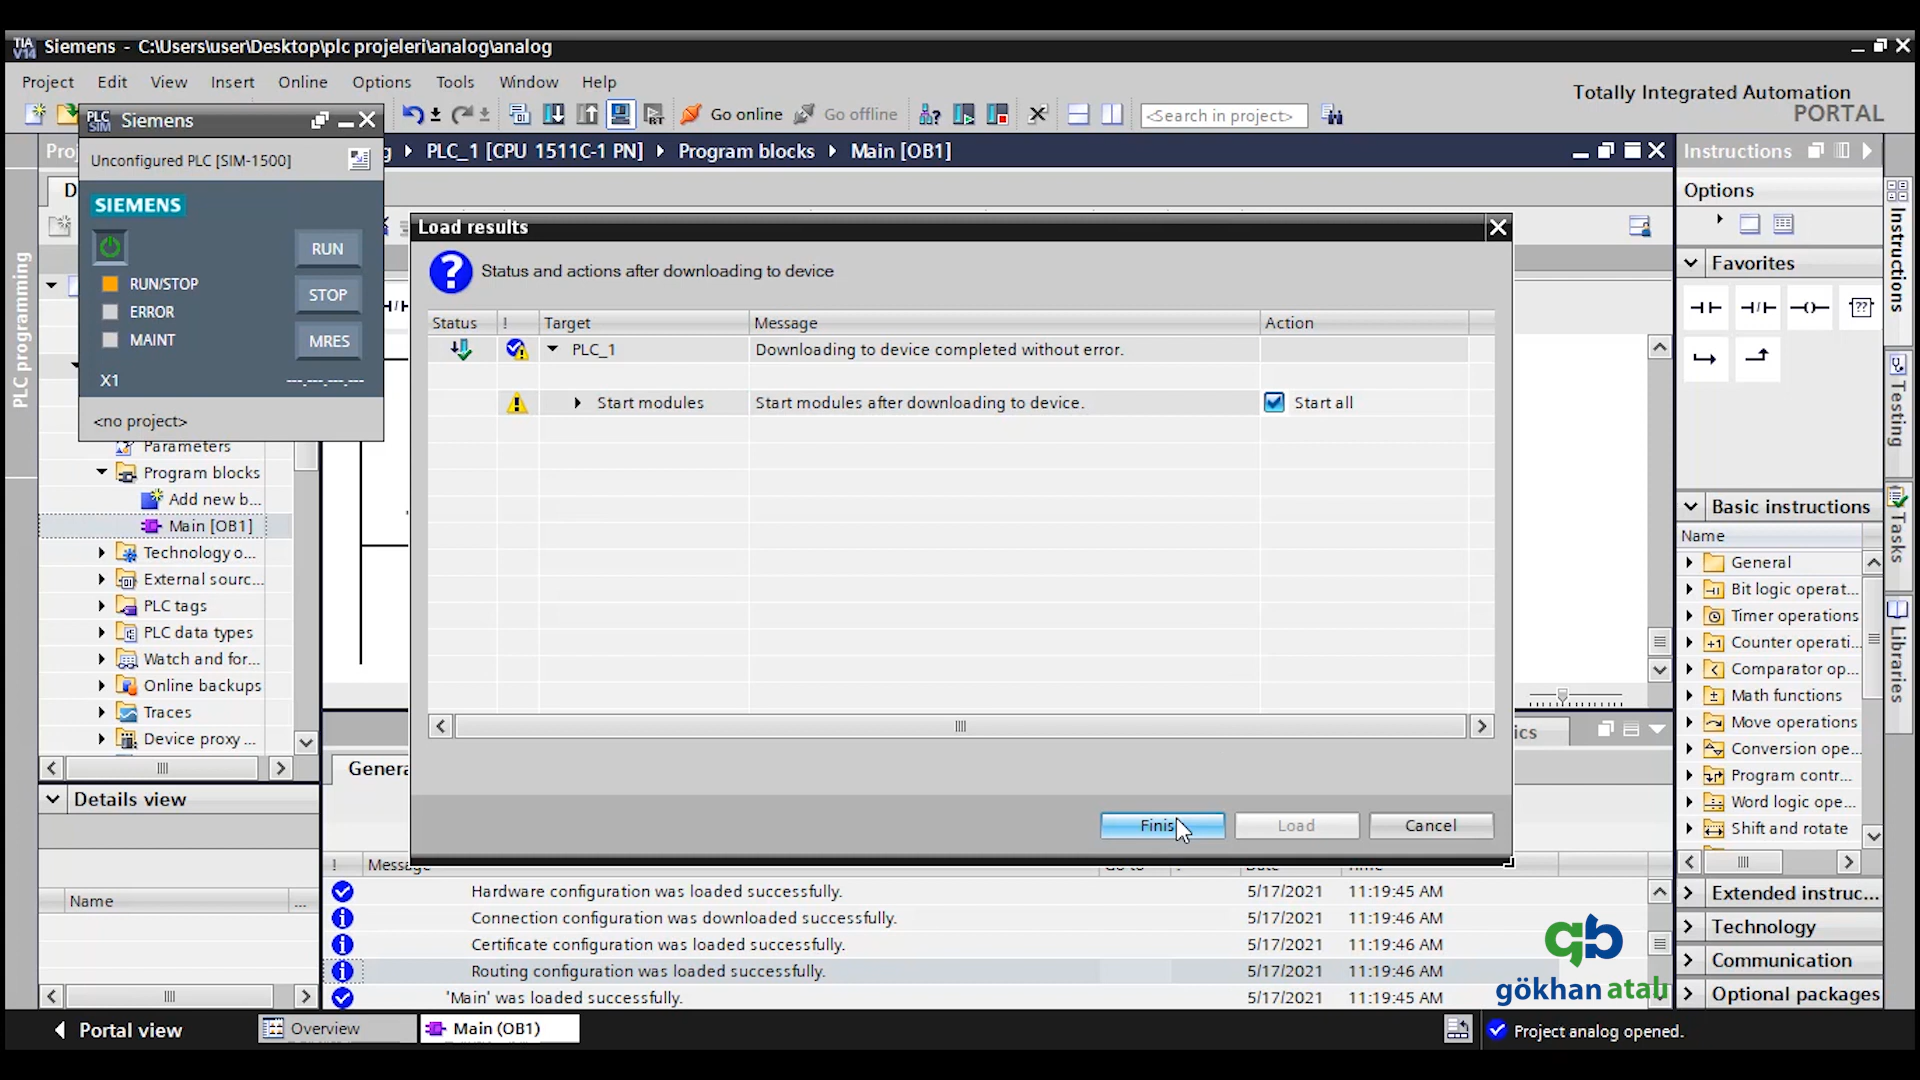 TIA V14 Siemens - C:\Users\user\Desktop\plc projeleri\analog\analog
Project Edit View Insert Online Options Tools Window Help
Totally Integrated Automation
PORTAL
Go online Go offline <Search in project>
PLC SIM Siemens
Unconfigured PLC [SIM-1500]
SIEMENS
RUN
RUN/STOP
STOP
ERROR
MAINT
MRES
X1
<no project>
PLC_1 [CPU 1511C-1 PN] Program blocks Main [OB1]
PLC programming
Load results
Status and actions after downloading to device
Status ! Target Message Action
PLC_1 Downloading to device completed without error.
Start modules Start modules after downloading to device. Start all
Load Cancel
Parameters
Program blocks
Add new b...
Main [OB1]
Technology o...
External sourc...
PLC tags
PLC data types
Watch and for...
Online backups
Traces
Device proxy ...
Details view
Name ...
! Message
Hardware configuration was loaded successfully. 5/17/2021 11:19:45 AM
Connection configuration was downloaded successfully. 5/17/2021 11:19:46 AM
Certificate configuration was loaded successfully. 5/17/2021 11:19:46 AM
Routing configuration was loaded successfully. 5/17/2021 11:19:46 AM
'Main' was loaded successfully. 5/17/2021 11:19:45 AM
Instructions
Options
Favorites
??
Basic instructions
Name
General
Bit logic operat...
Timer operations
Counter operati...
Comparator op...
Math functions
Move operations
Conversion ope...
Program contr...
Word logic ope...
Shift and rotate
Extended instruc...
Technology
Communication
Optional packages
Instructions
Testing
Tasks
Libraries
gb
gökhan atalı
Portal view Overview Main (OB1) Project analog opened.